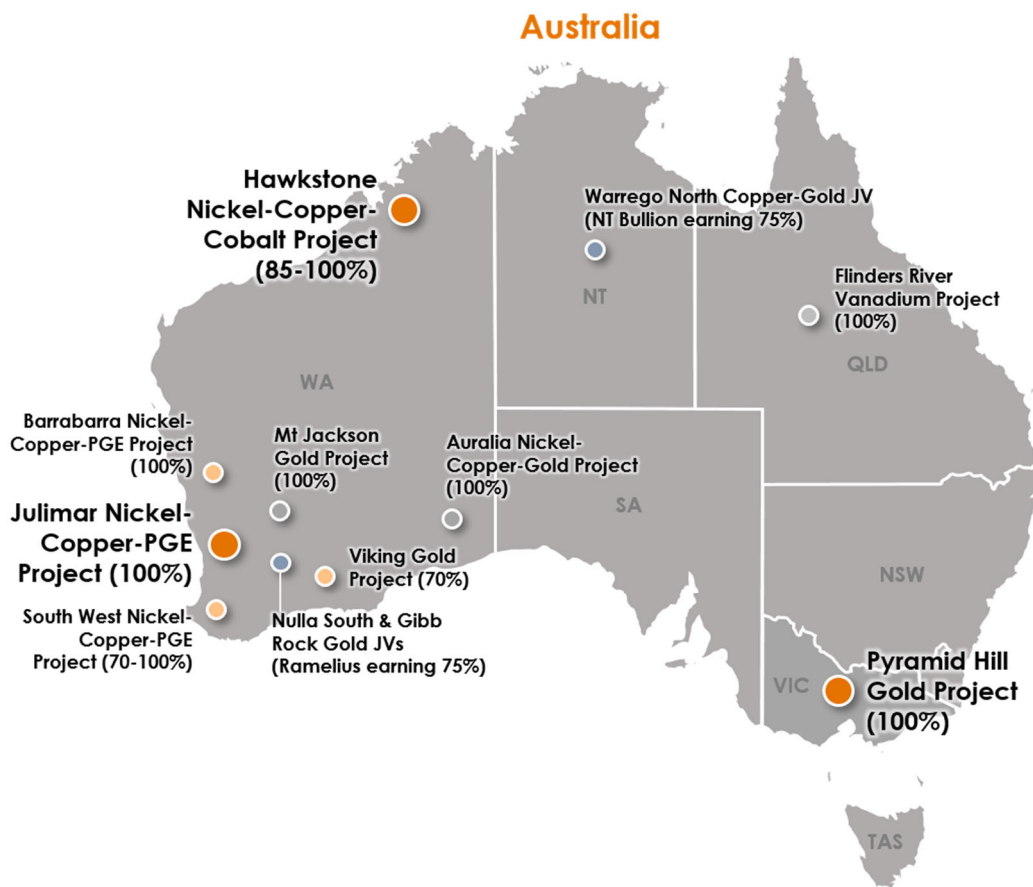 Australia
Hawkstone
Nickel-Copper-
Cobalt Project
(85-100%)
Warrego North Copper-Gold JV
(NT Bullion earning 75%)
NT
Flinders River
Vanadium Project
(100%)
QLD
WA
Barrabarra Nickel-
Copper-PGE Project
(100%)
Mt Jackson
Gold Project
(100%)
Auralia Nickel-
Copper-Gold Project
(100%)
SA
Julimar Nickel-
Copper-PGE
Project (100%)
Viking Gold
Project (70%)
NSW
South West Nickel-
Copper-PGE
Project (70-100%)
Nulla South & Gibb
Rock Gold JVs
(Ramelius earning 75%)
VIC
Pyramid Hill
Gold Project
(100%)
TAS